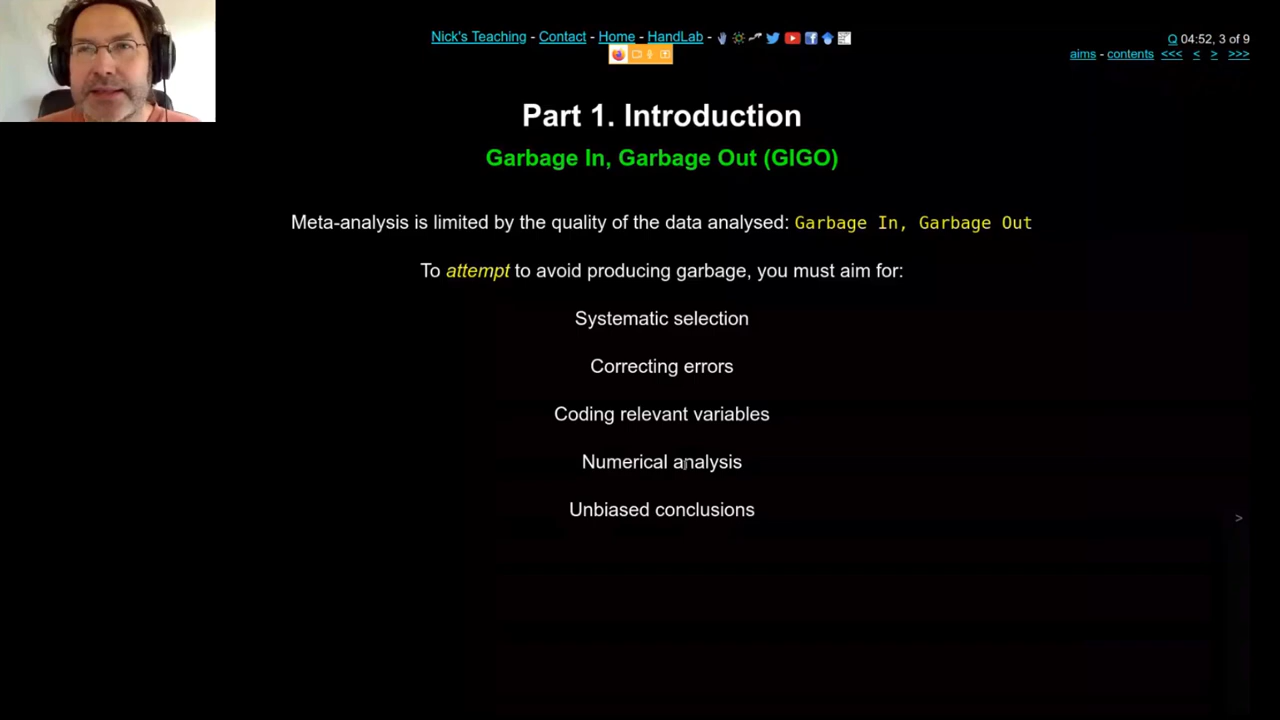 Nick's Teaching - Contact - Home - HandLab -
Q 04:52, 3 of 9
aims - contents <<< < > >>>
Part 1. Introduction
Garbage In, Garbage Out (GIGO)
Meta-analysis is limited by the quality of the data analysed: Garbage In, Garbage Out
To attempt to avoid producing garbage, you must aim for:
Systematic selection
Correcting errors
Coding relevant variables
Numerical analysis
Unbiased conclusions
>